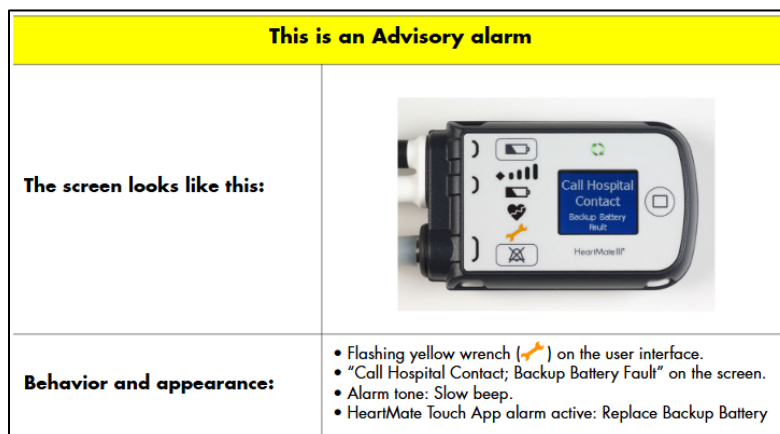 This is an Advisory alarm
The screen looks like this:
Call Hospital
Contact
Backup Battery
Fault
HeartMate III®
Behavior and appearance:
• Flashing yellow wrench ( ) on the user interface.
• “Call Hospital Contact; Backup Battery Fault” on the screen.
• Alarm tone: Slow beep.
• HeartMate Touch App alarm active: Replace Backup Battery